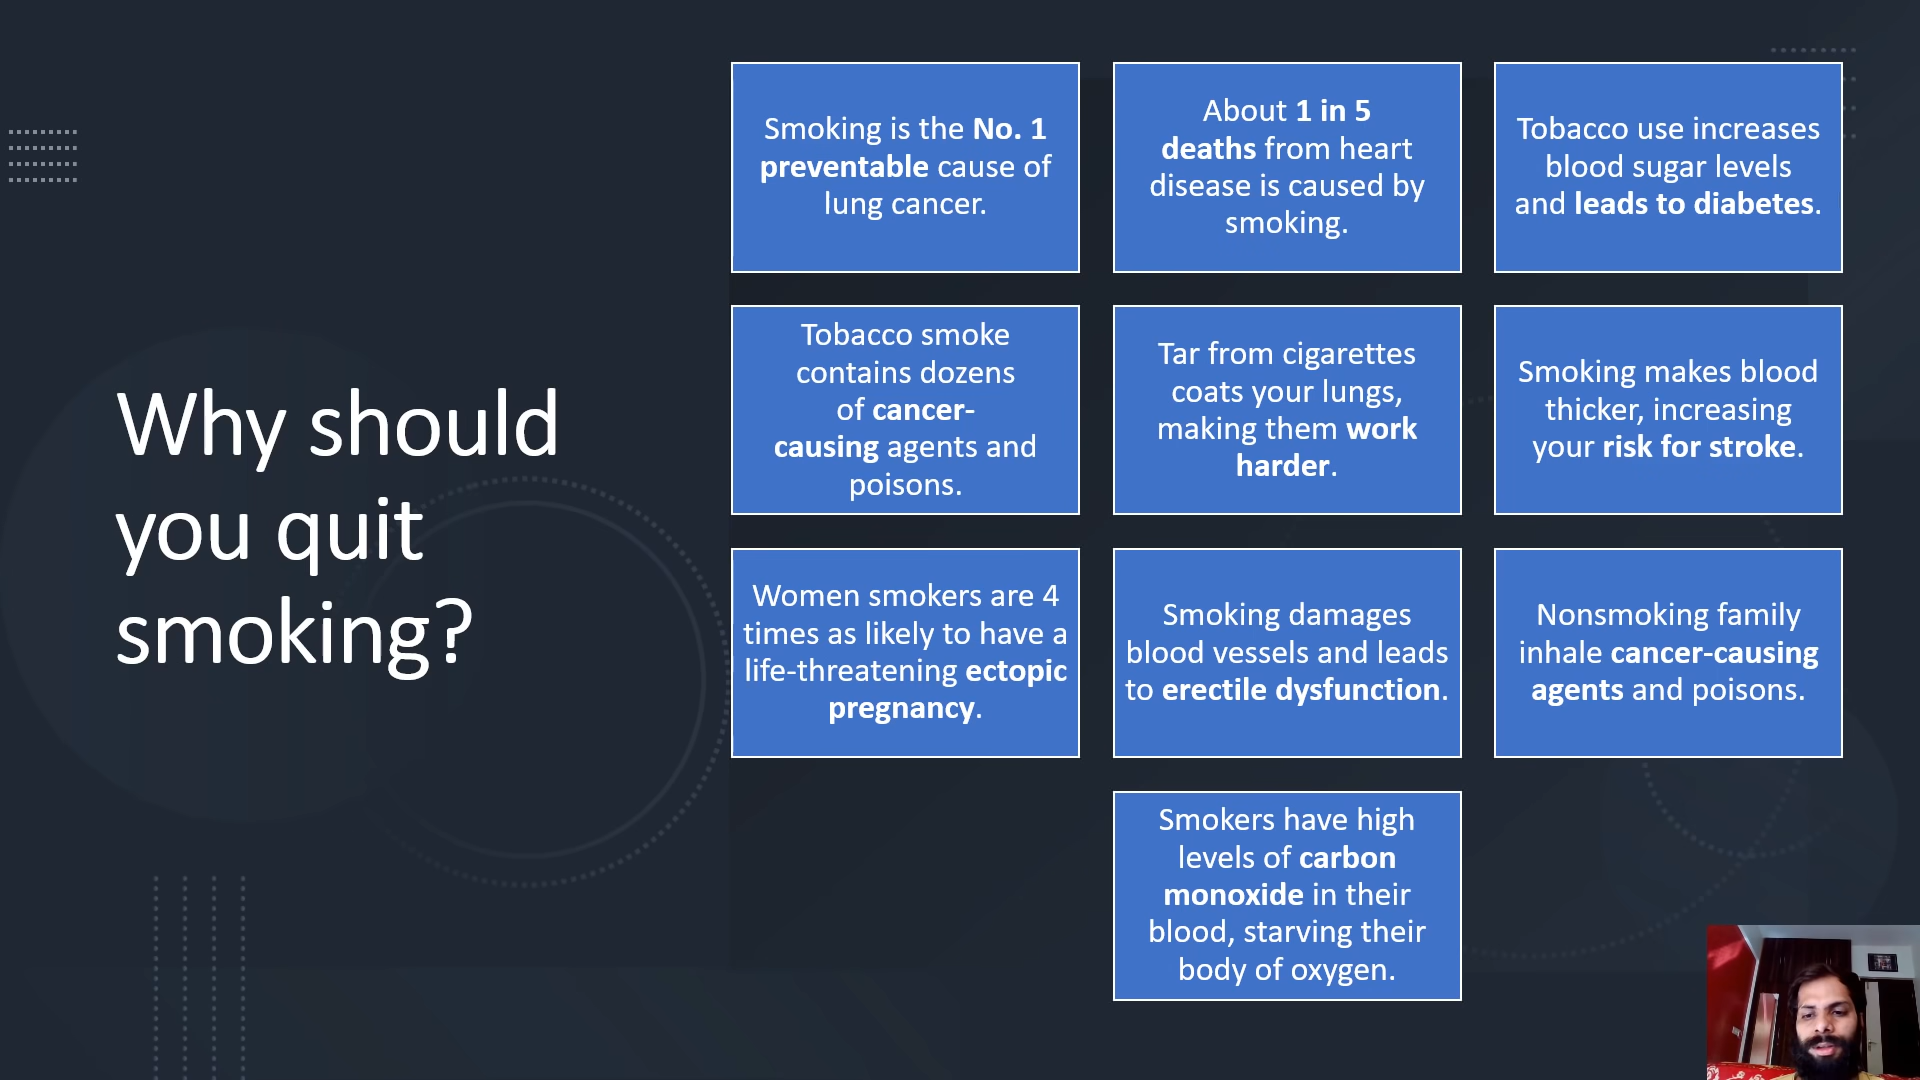 Why should
you quit
smoking?
Smoking is the No. 1
preventable cause of
lung cancer.
About 1 in 5
deaths from heart
disease is caused by
smoking.
Tobacco use increases
blood sugar levels
and leads to diabetes.
Tobacco smoke
contains dozens
of cancer-
causing agents and
poisons.
Tar from cigarettes
coats your lungs,
making them work
harder.
Smoking makes blood
thicker, increasing
your risk for stroke.
Women smokers are 4
times as likely to have a
life-threatening ectopic
pregnancy.
Smoking damages
blood vessels and leads
to erectile dysfunction.
Nonsmoking family
inhale cancer-causing
agents and poisons.
Smokers have high
levels of carbon
monoxide in their
blood, starving their
body of oxygen.